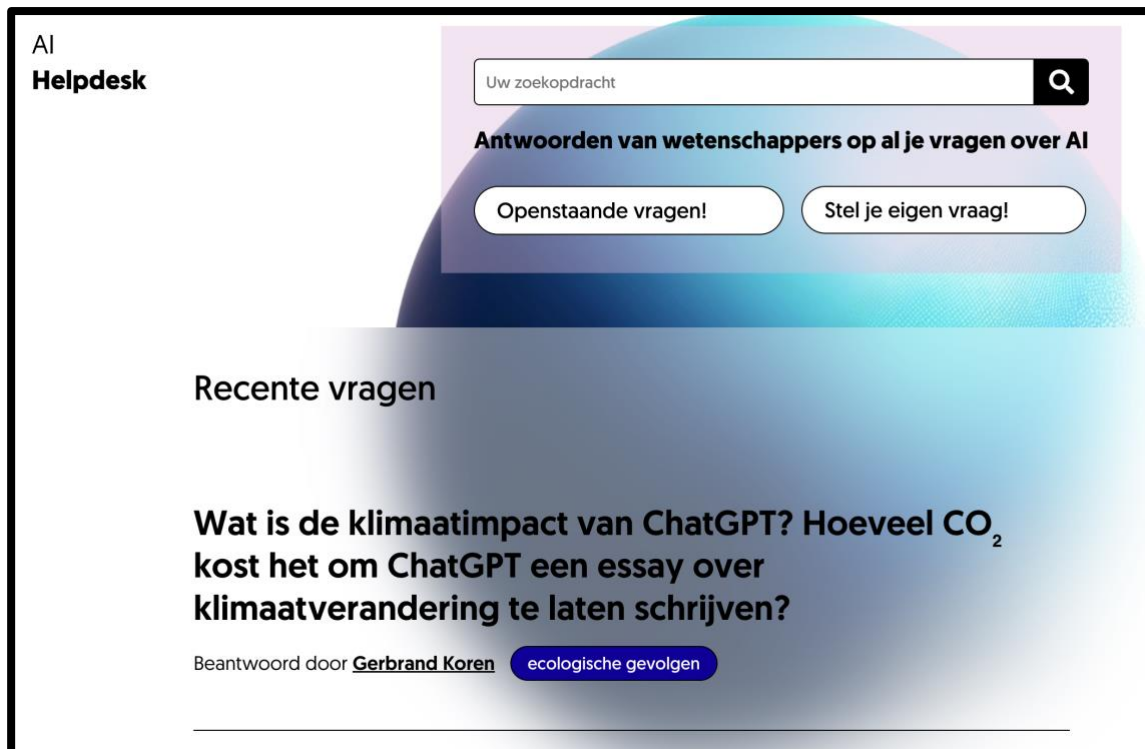 AI
Helpdesk
Uw zoekopdracht
Antwoorden van wetenschappers op al je vragen over AI
Openstaande vragen!
Stel je eigen vraag!
Recente vragen
Wat is de klimaatimpact van ChatGPT? Hoeveel CO₂
kost het om ChatGPT een essay over
klimaatverandering te laten schrijven?
Beantwoord door Gerbrand Koren ecologische gevolgen